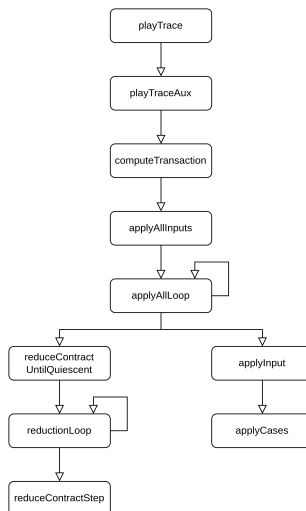 playTrace
playTraceAux
computeTransaction
applyAllInputs
applyAllLoop
reduceContract
UntilQuiescent
applyInput
reductionLoop
applyCases
reduceContractStep